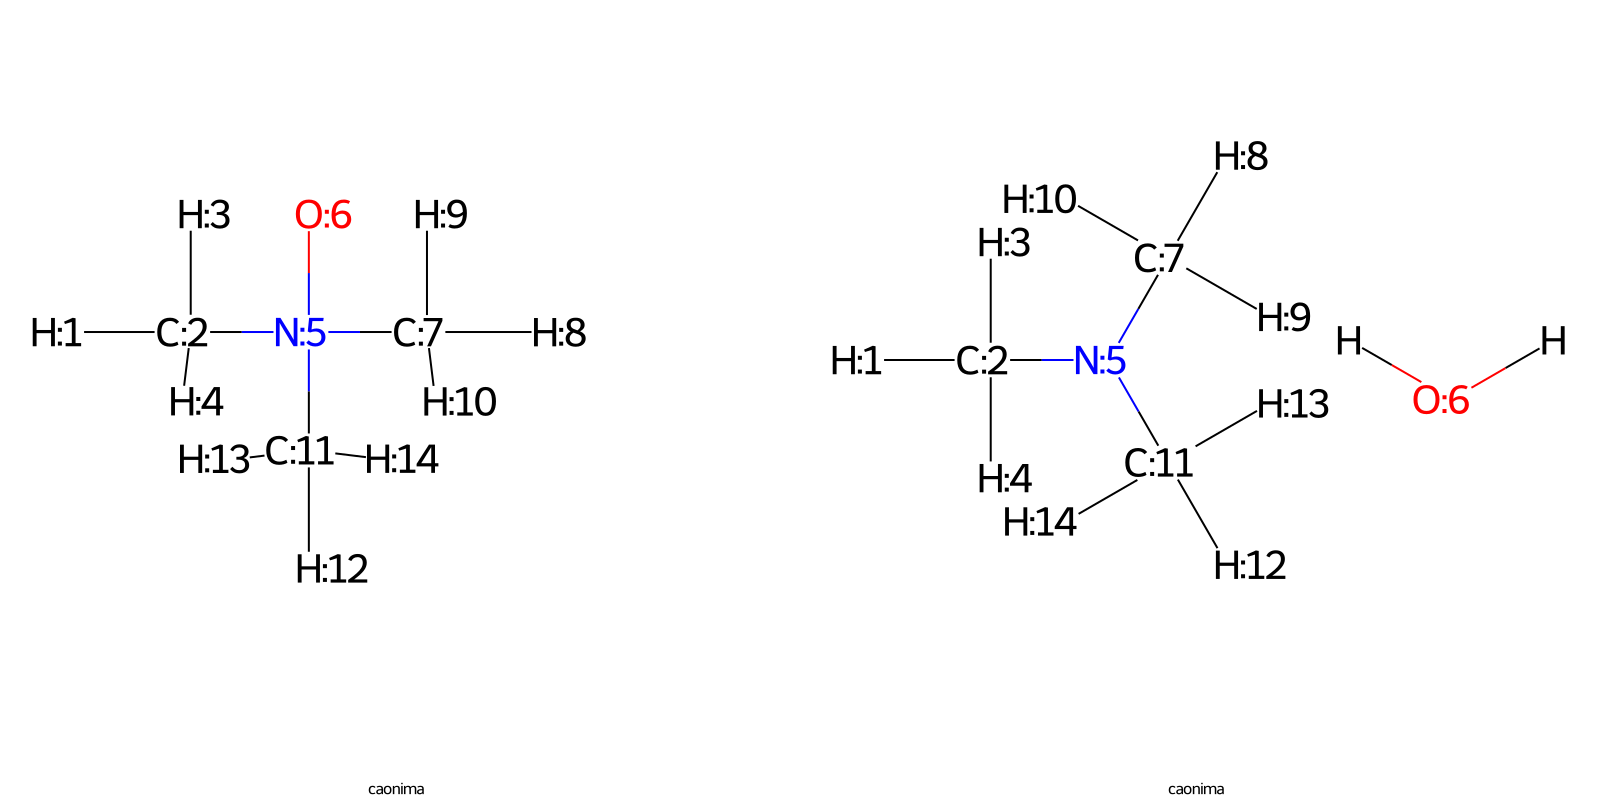 H:3 O:6 H:9
H:1 C:2 N:5 C:7 H:8
H:4 H:10
H:13 C:11 H:14
H:12
caonima
H:8
H:10
H:3 C:7
H:9
H H
H:1 C:2 N:5
H:13 O:6
C:11
H:4
H:14
H:12
caonima